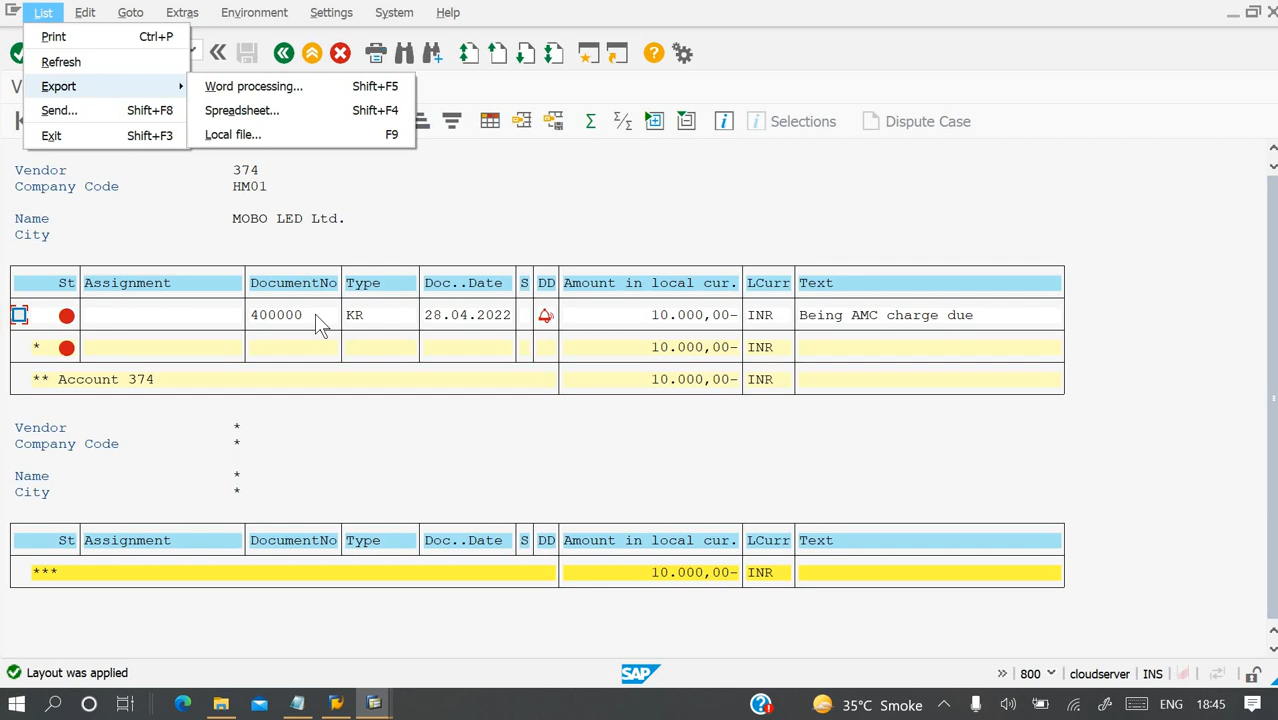 List Edit Goto Extras Environment Settings System Help
Print Ctrl+P
Refresh
Export
Send... Shift+F8
Exit Shift+F3
Word processing... Shift+F5
Spreadsheet... Shift+F4
Local file... F9
Selections Dispute Case
Vendor 374
Company Code HM01
Name MOBO LED Ltd.
City
St Assignment DocumentNo Type Doc..Date S DD Amount in local cur. LCurr Text
400000 KR 28.04.2022 10.000,00- INR Being AMC charge due
* 10.000,00- INR
** Account 374 10.000,00- INR
Vendor *
Company Code *
Name *
City *
St Assignment DocumentNo Type Doc..Date S DD Amount in local cur. LCurr Text
*** 10.000,00- INR
Layout was applied SAP 800 cloudserver INS
35°C Smoke ENG 18:45